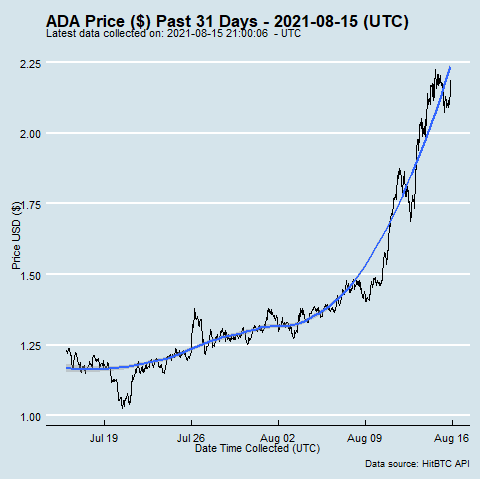 ADA Price ($) Past 31 Days - 2021-08-15 (UTC)
Latest data collected on: 2021-08-15 21:00:06 - UTC
2.25
2.00
1.75
1.50
1.25
1.00
Price USD ($)
Jul 19 Jul 26 Aug 02 Aug 09 Aug 16
Date Time Collected (UTC)
Data source: HitBTC API